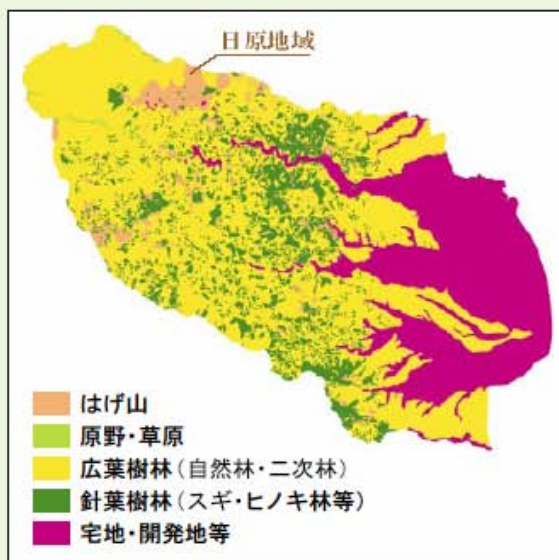 日原地域
はげ山
原野・草原
広葉樹林（自然林・二次林）
針葉樹林（スギ・ヒノキ林等）
宅地・開発地等